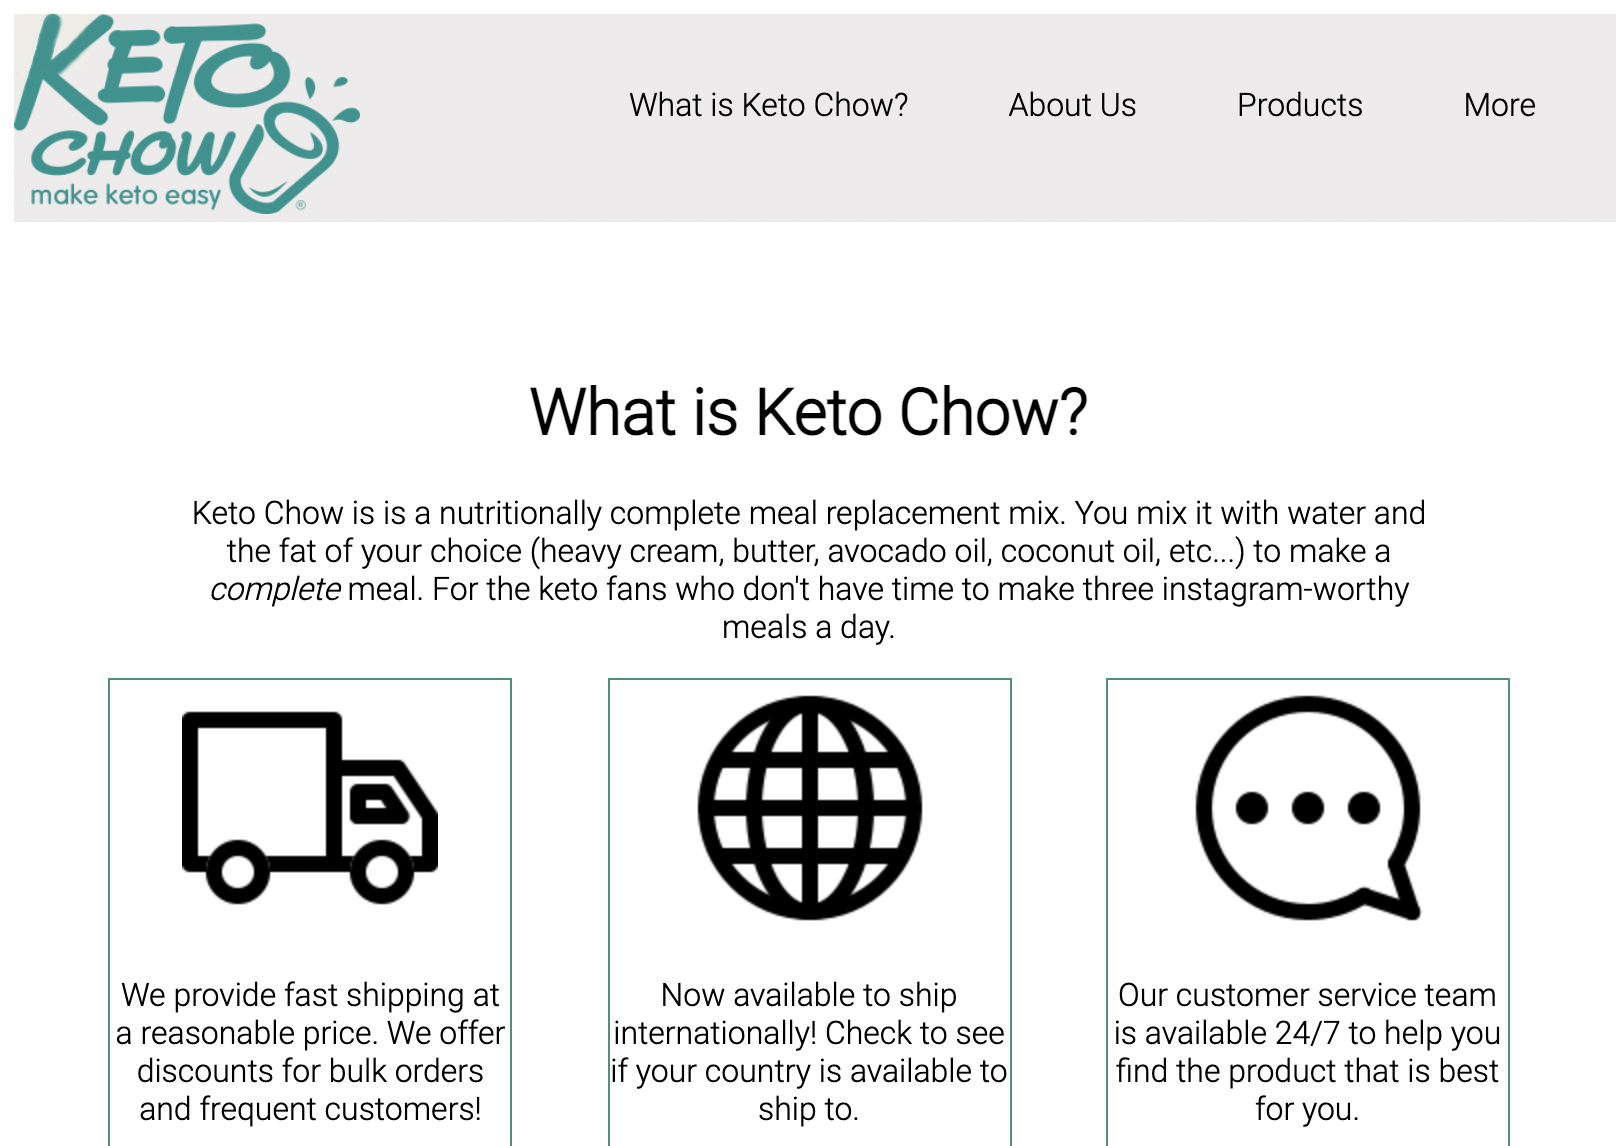 KETO
CHOW
make keto easy
®
What is Keto Chow? About Us Products More
What is Keto Chow?
Keto Chow is is a nutritionally complete meal replacement mix. You mix it with water and
the fat of your choice (heavy cream, butter, avocado oil, coconut oil, etc...) to make a
complete meal. For the keto fans who don't have time to make three instagram-worthy
meals a day.
We provide fast shipping at
a reasonable price. We offer
discounts for bulk orders
and frequent customers!
Now available to ship
internationally! Check to see
if your country is available to
ship to.
Our customer service team
is available 24/7 to help you
find the product that is best
for you.